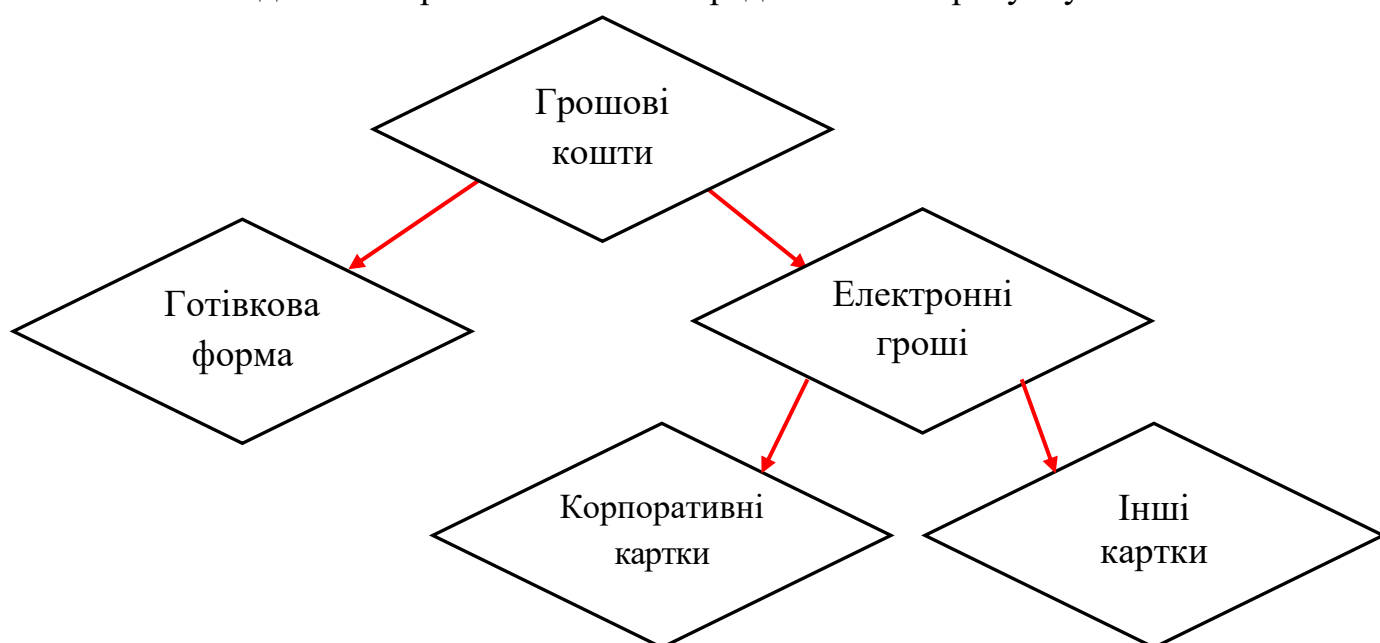 Грошові
кошти
Готівкова
форма
Електронні
гроші
Корпоративні
картки
Інші
картки